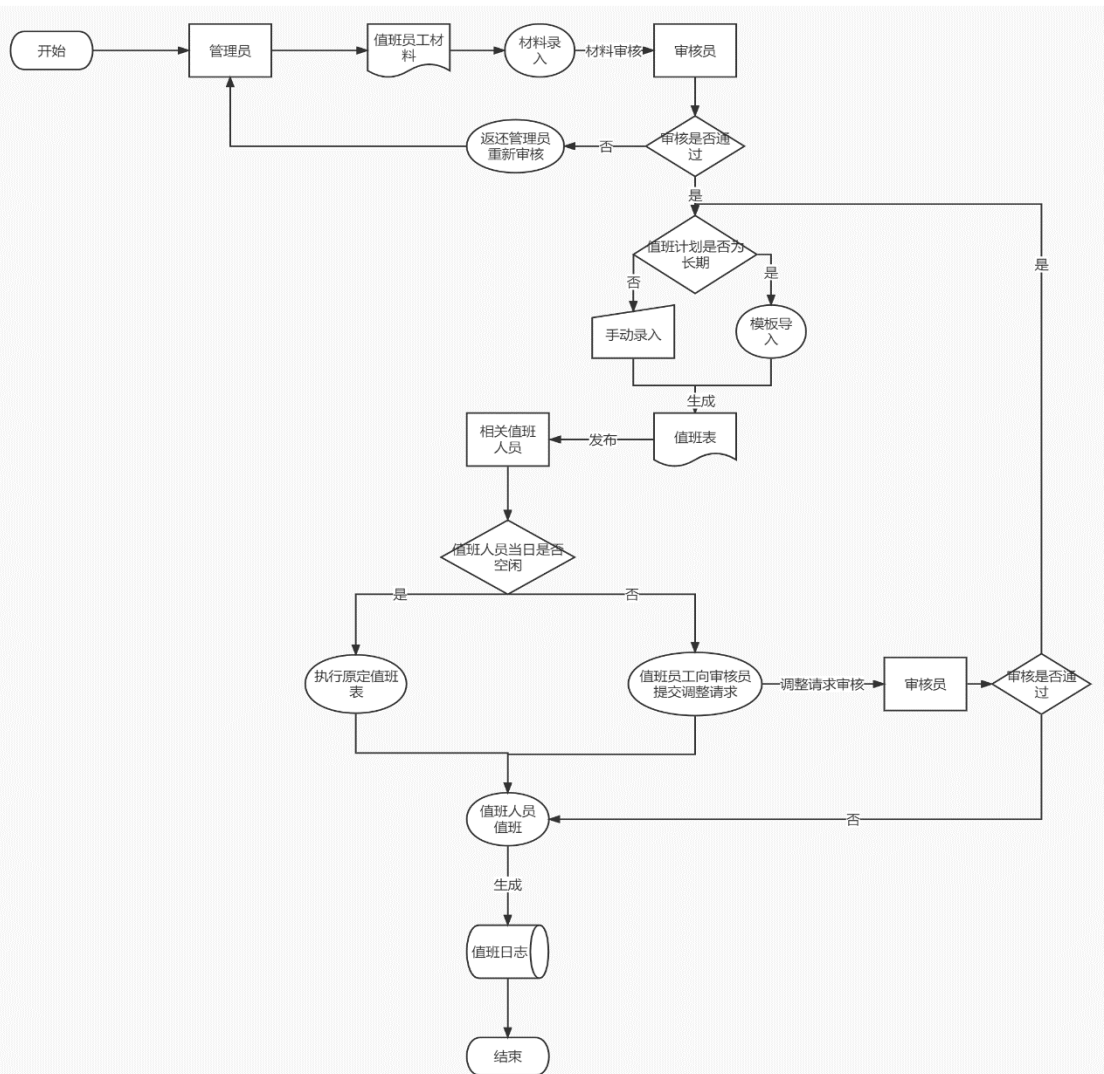 开始
管理员
值班员工材
料
材料录
入
材料审核
审核员
返还管理员
重新审核
否
审核是否通
过
是
值班计划是否为
长期
是
否
是
手动录入
模板导
入
生成
相关值班
人员
发布
值班表
值班人员当日是否
空闲
是
否
执行原定值班
表
值班员工向审核员
提交调整请求
调整请求审核
审核员
审核是否通
过
值班人员
值班
否
生成
值班日志
结束